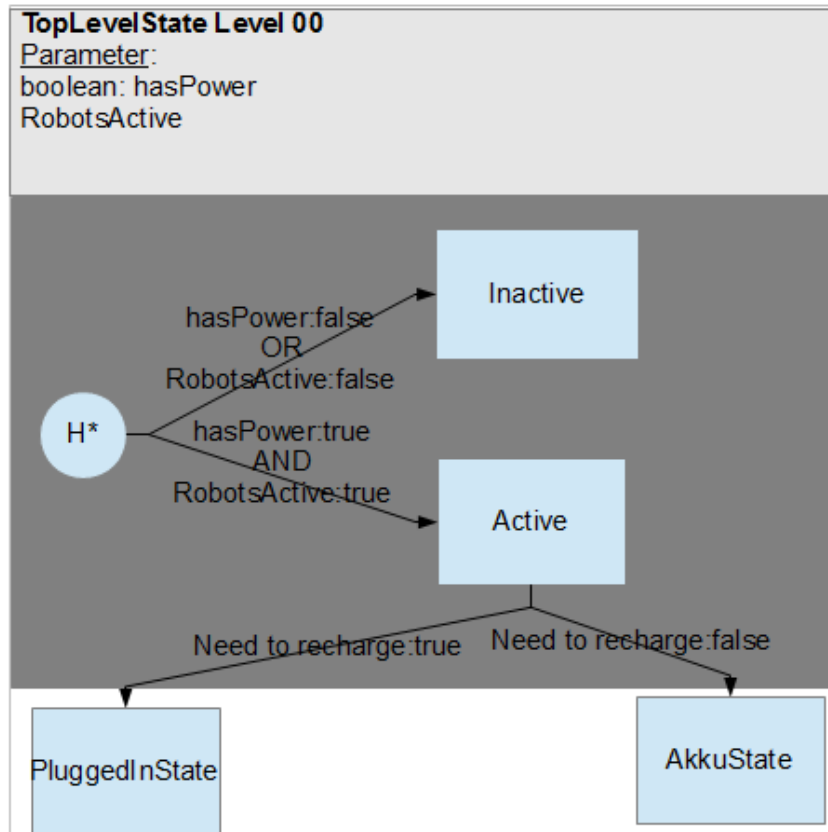 TopLevelState Level 00
Parameter:
boolean: hasPower
RobotsActive
Inactive
hasPower:false
OR
RobotsActive:false
H*
hasPower:true
AND
RobotsActive:true
Active
Need to recharge:true
Need to recharge:false
PluggedInState
AkkuState